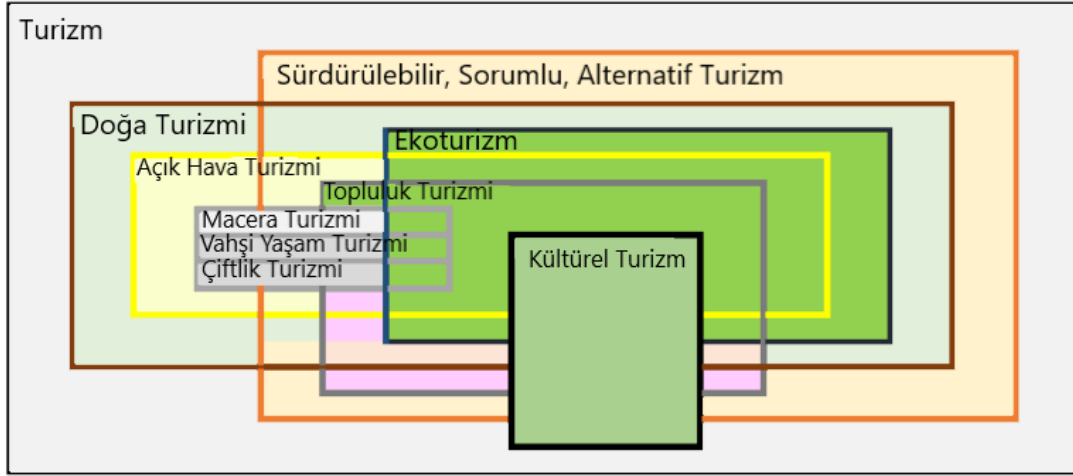 Turizm
Sürdürülebilir, Sorumlu, Alternatif Turizm
Doğa Turizmi
Ekoturizm
Açık Hava Turizmi
Topluluk Turizmi
Macera Turizmi
Vahşi Yaşam Turizmi
Çiftlik Turizmi
Kültürel Turizm